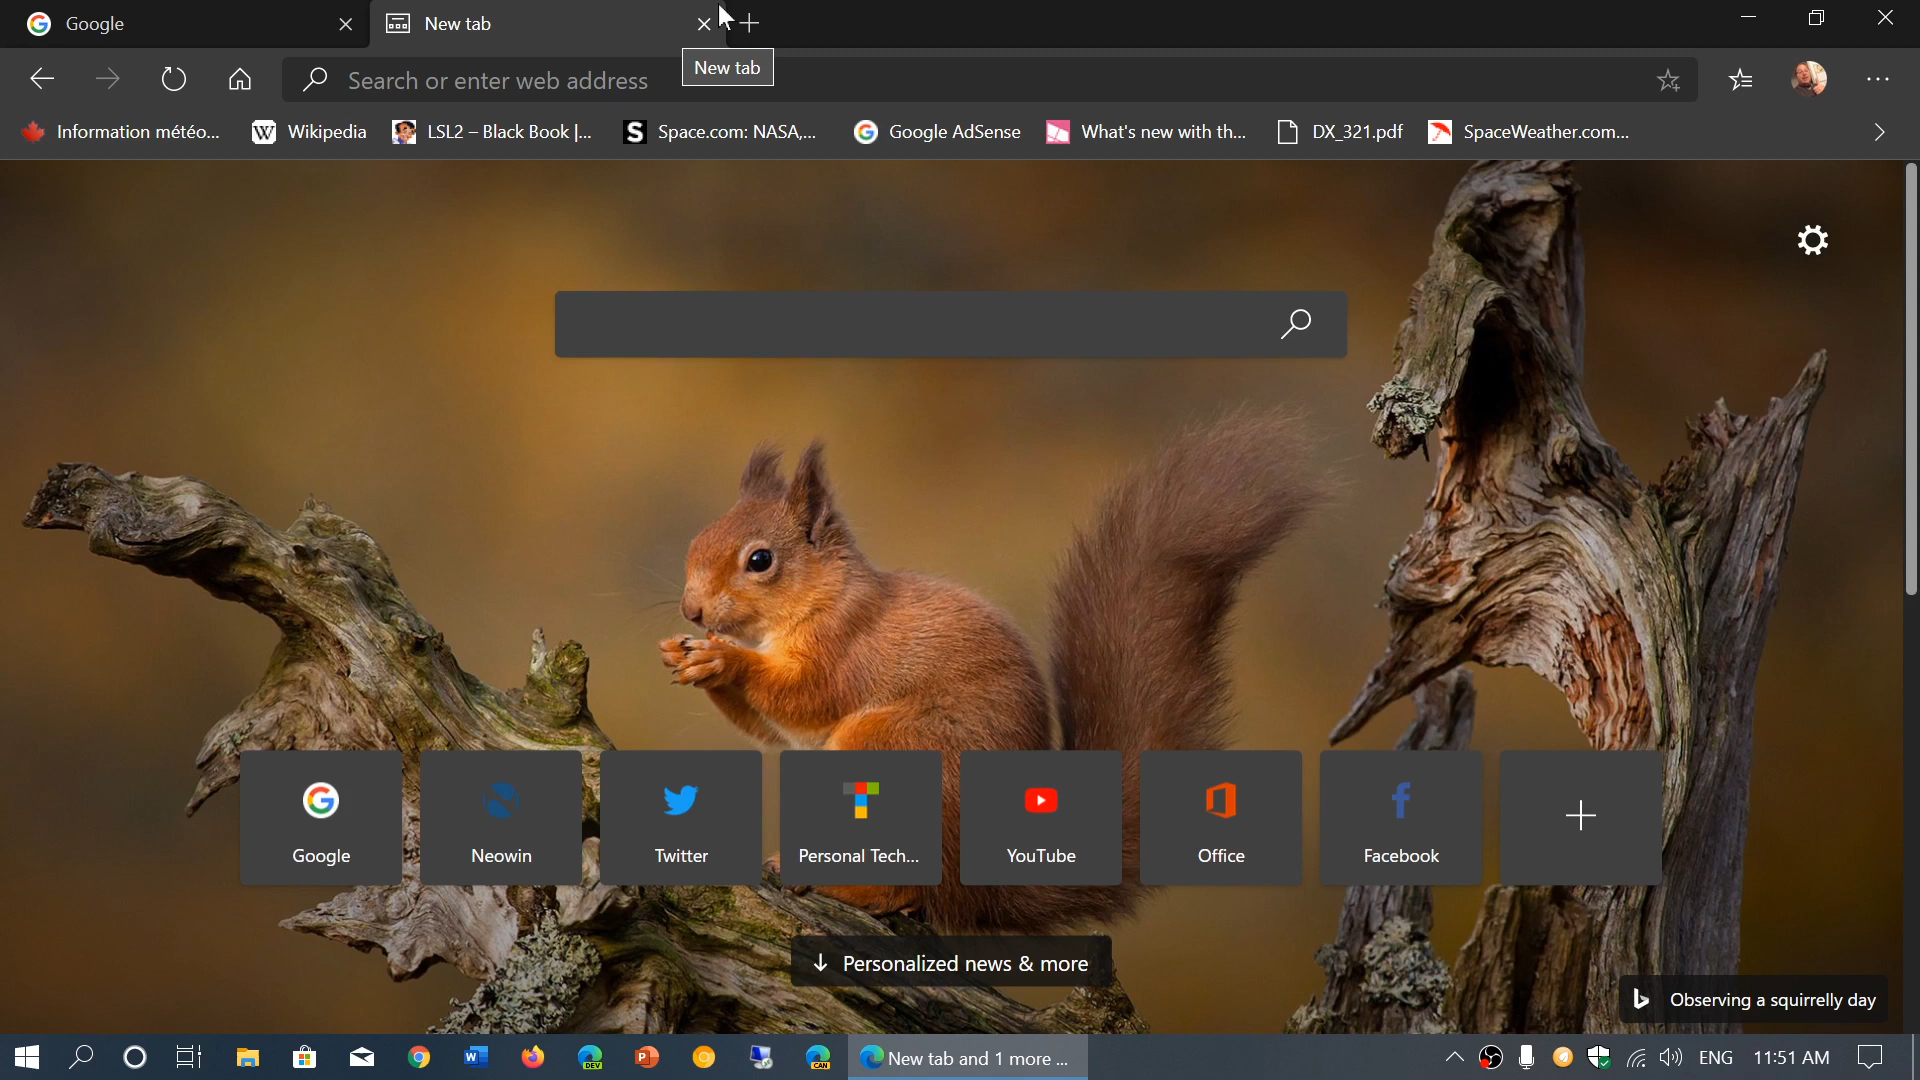 Google
New tab
New tab
Search or enter web address
Information météo...
Wikipedia
LSL2 – Black Book |...
Space.com: NASA,...
Google AdSense
What's new with th...
DX_321.pdf
SpaceWeather.com...
Google
Neowin
Twitter
Personal Tech...
YouTube
Office
Facebook
Personalized news & more
Observing a squirrelly day
DEV
CAN
New tab and 1 more ...
ENG
11:51 AM